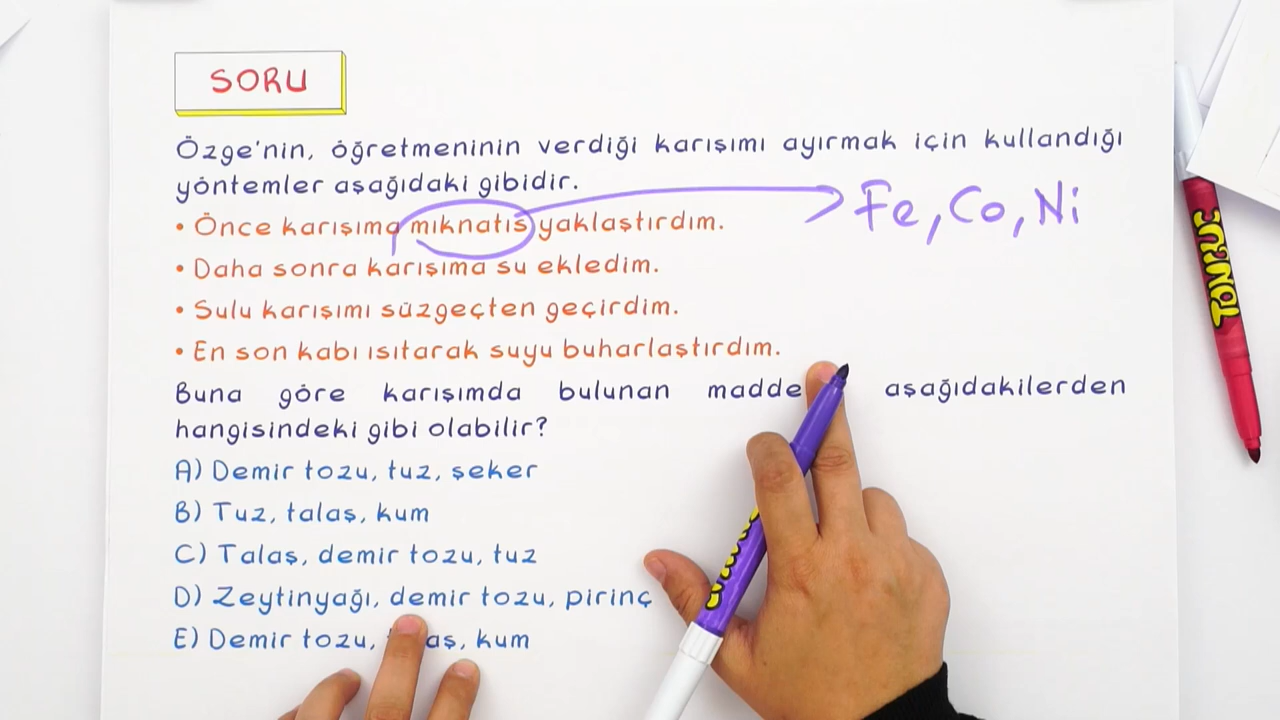 SORU
Özge'nin, öğretmeninin verdiği karışımı ayırmak için kullandığı
yöntemler aşağıdaki gibidir.
• Önce karışıma mıknatıs yaklaştırdım.
Fe, Co, Ni
• Daha sonra karışıma su ekledim.
• Sulu karışımı süzgeçten geçirdim.
• En son kabı ısıtarak suyu buharlaştırdım.
Buna göre karışımda bulunan madde aşağıdakilerden
hangisindeki gibi olabilir?
A) Demir tozu, tuz, şeker
B) Tuz, talaş, kum
C) Talaş, demir tozu, tuz
D) Zeytinyağı, demir tozu, pirinç
E) Demir tozu, kum
TONGUÇ